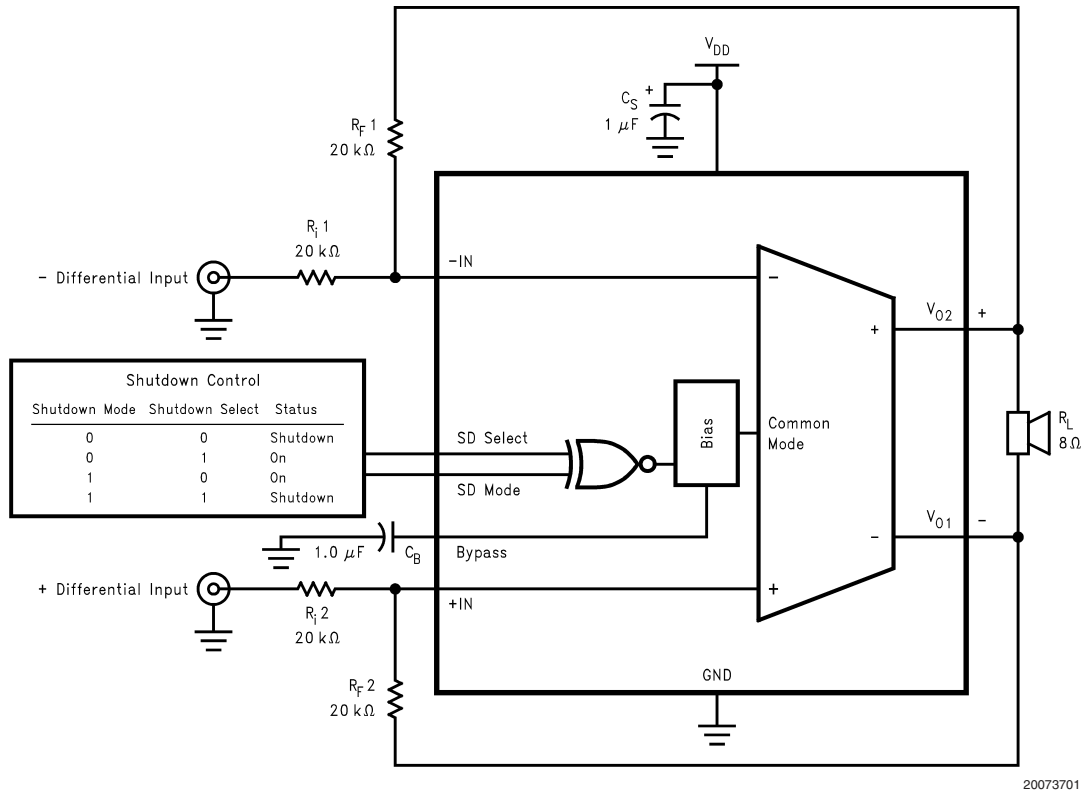 V_DD
C_S +
1 μF
R_F 1
20 kΩ
R_i 1
20 kΩ
- Differential Input
-IN
-
Shutdown Control
Shutdown Mode Shutdown Select Status
0 0 Shutdown
0 1 On
1 0 On
1 1 Shutdown
SD Select
SD Mode
Bias
Common
Mode
+
V_O2 +
R_L
8 Ω
-
V_O1 -
1.0 μF C_B Bypass
+ Differential Input
R_i 2
20 kΩ
+IN
+
R_F 2
20 kΩ
GND
20073701